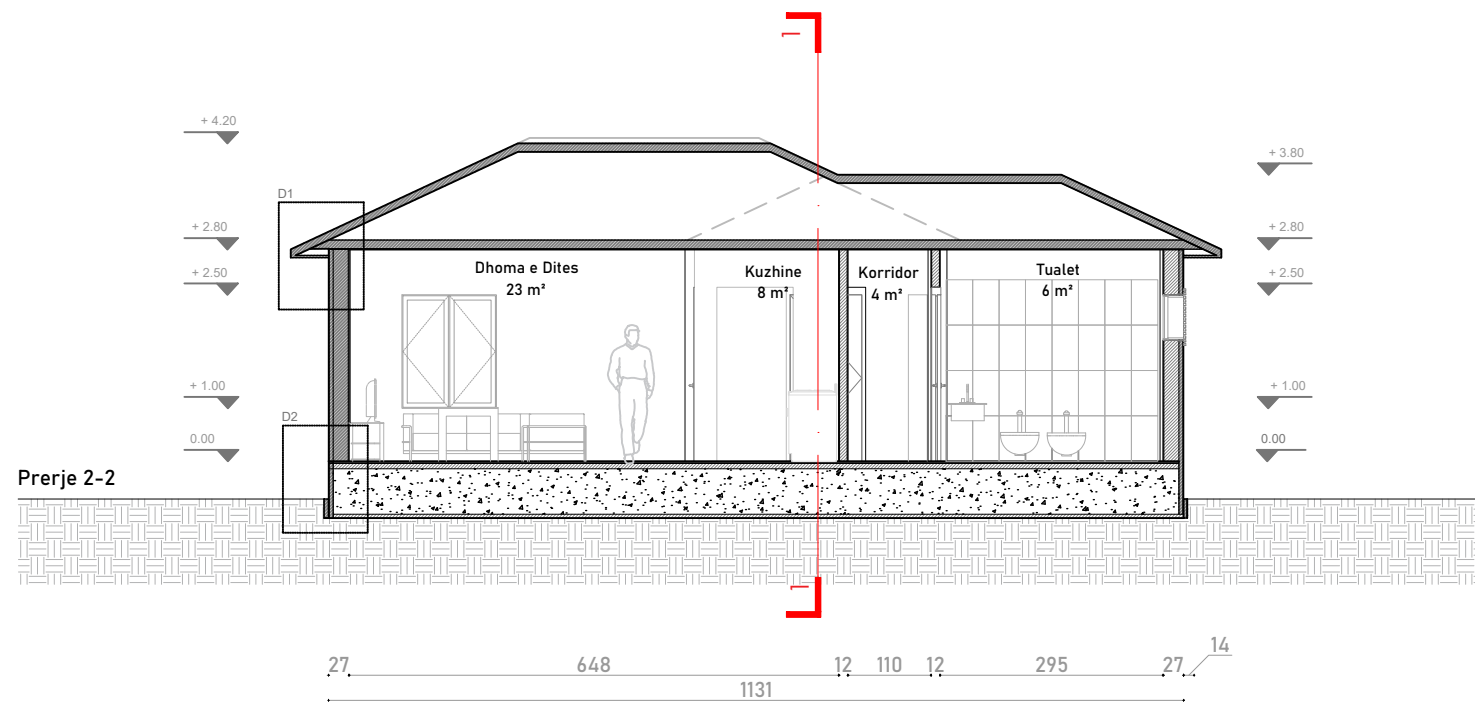 1
+ 4.20
+ 3.80
D1
+ 2.80
+ 2.80
Dhoma e Dites
23 m²
Kuzhine
8 m²
Korridor
4 m²
Tualet
6 m²
+ 2.50
+ 2.50
+ 1.00
+ 1.00
D2
0.00
0.00
Prerje 2-2
1
27 648 12 110 12 295 27 14
1131